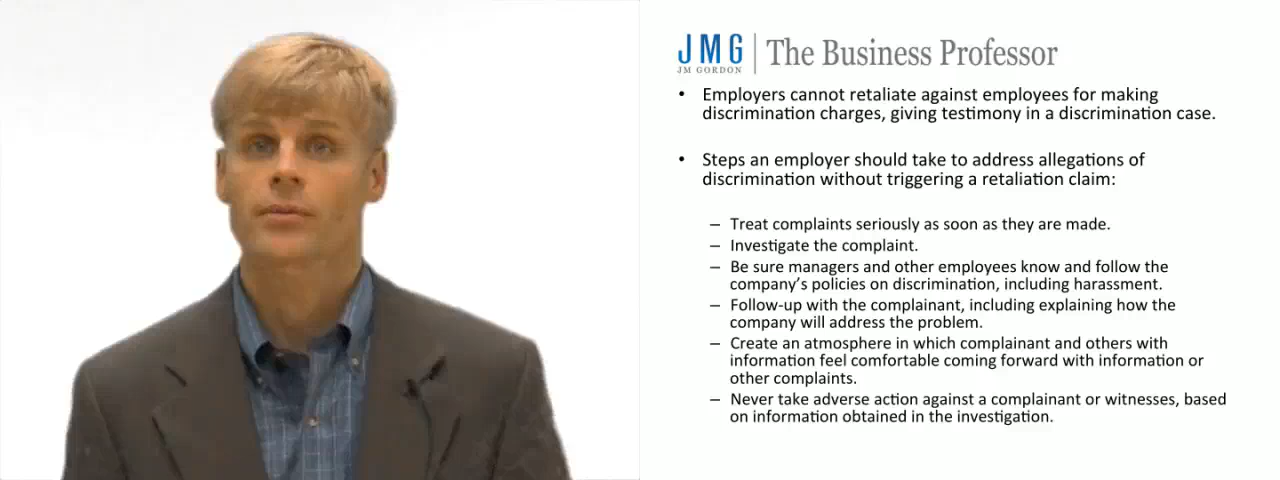 JMG | The Business Professor
JM GORDON
• Employers cannot retaliate against employees for making
discrimination charges, giving testimony in a discrimination case.
• Steps an employer should take to address allegations of
discrimination without triggering a retaliation claim:
– Treat complaints seriously as soon as they are made.
– Investigate the complaint.
– Be sure managers and other employees know and follow the
company's policies on discrimination, including harassment.
– Follow-up with the complainant, including explaining how the
company will address the problem.
– Create an atmosphere in which complainant and others with
information feel comfortable coming forward with information or
other complaints.
– Never take adverse action against a complainant or witnesses, based
on information obtained in the investigation.